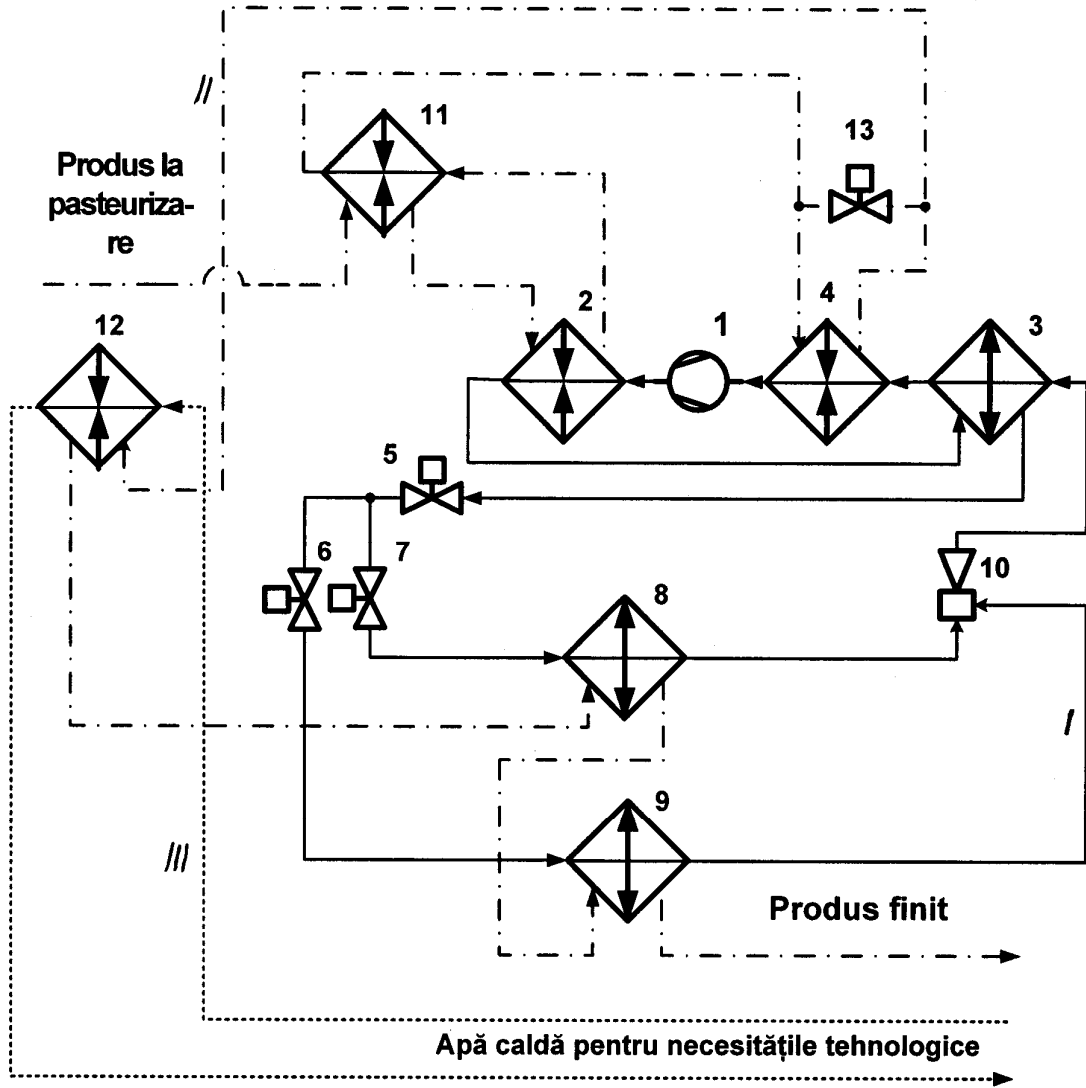 II
11
13
Produs la
pasteuriza-
re
12
2
1
4
3
5
6
7
8
10
I
9
III
Produs finit
Apă caldă pentru necesitățile tehnologice